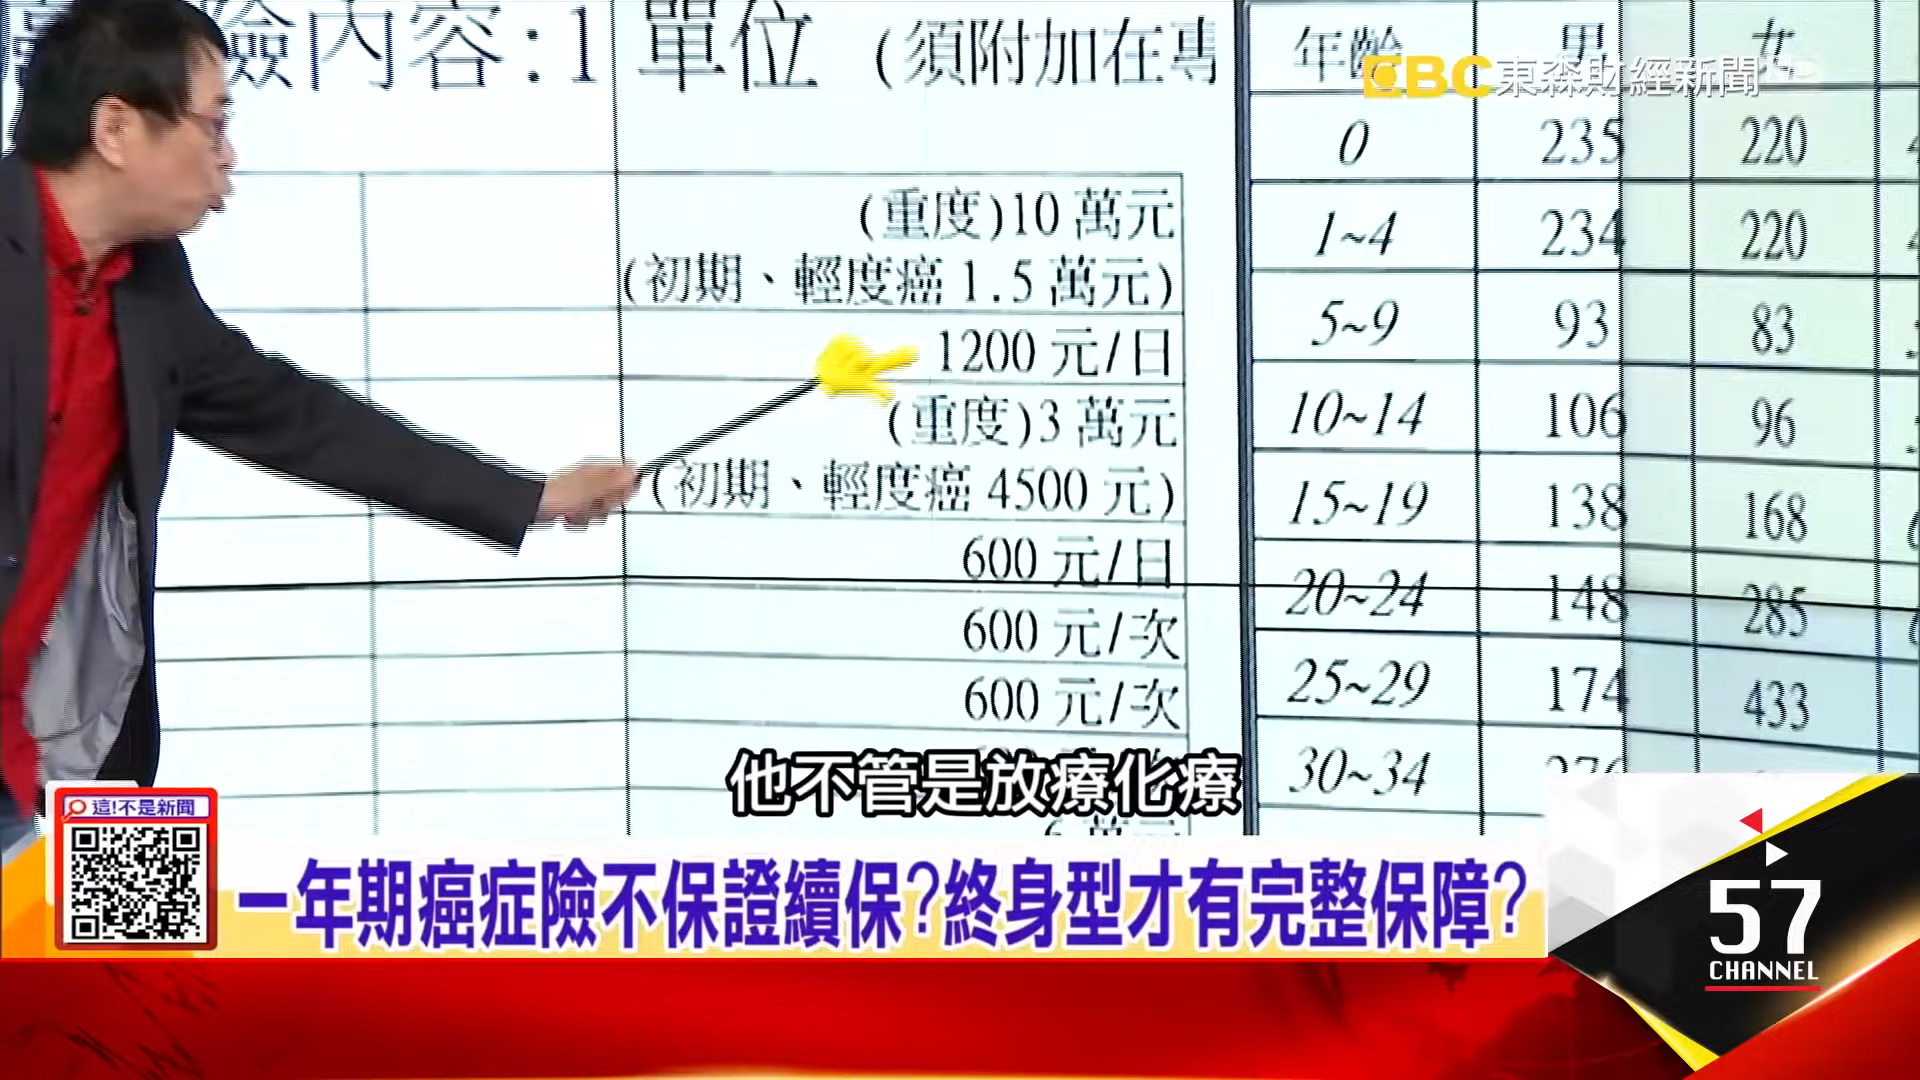 險內容:1 單位 (須附加在專
(重度)10 萬元
(初期、輕度癌 1.5 萬元)
1200 元/日
(重度)3 萬元
(初期、輕度癌 4500 元)
600 元/日
600 元/次
600 元/次
年齡 男 女
0 235 220
1~4 234 220
5~9 93 83
10~14 106 96
15~19 138 168
20~24 148 285
25~29 174 433
30~34
EBC 東森財經新聞
他不管是放療化療
這!不是新聞
一年期癌症險不保證續保?終身型才有完整保障?
57
CHANNEL